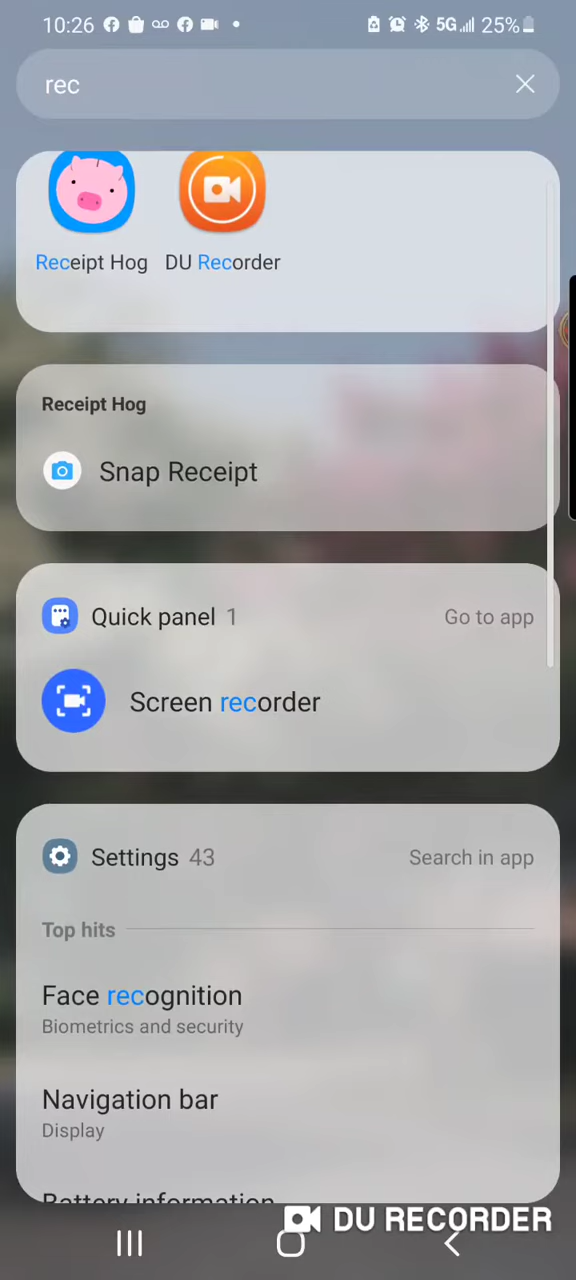 10:26
5G 25%
rec
Receipt Hog
DU Recorder
Receipt Hog
Snap Receipt
Quick panel 1
Go to app
Screen recorder
Settings 43
Search in app
Top hits
Face recognition
Biometrics and security
Navigation bar
Display
Battery information
DU RECORDER